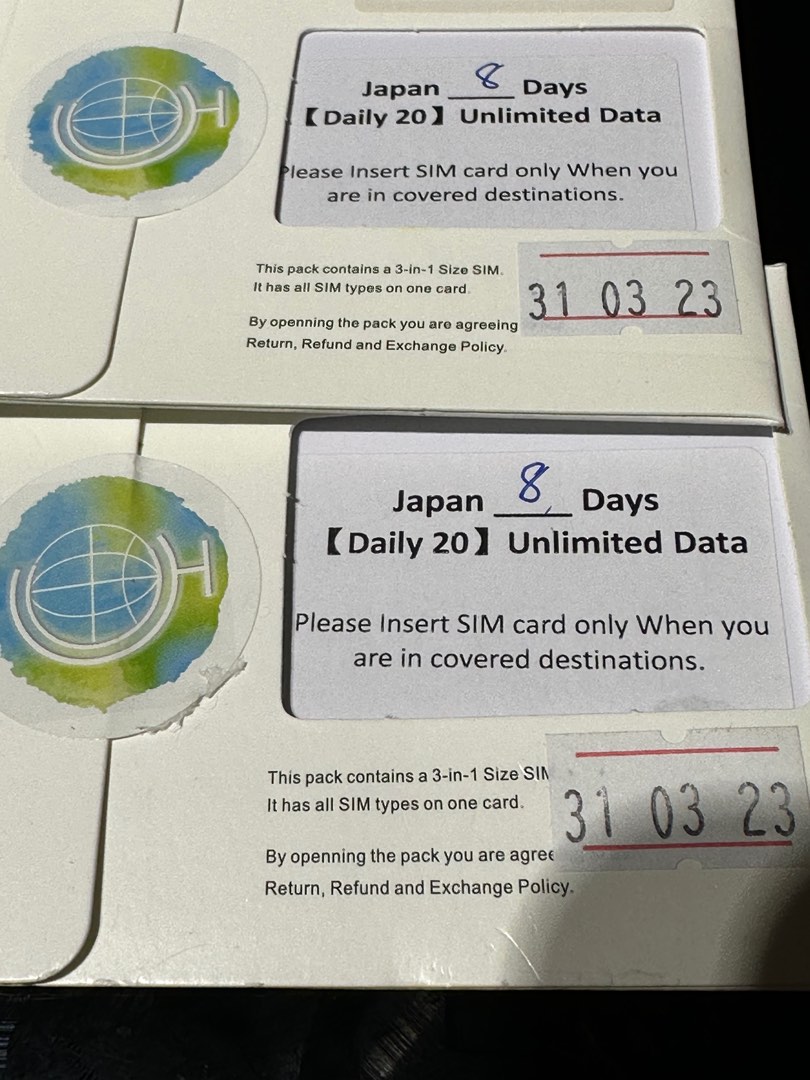 Japan 8 Days
【Daily 20】 Unlimited Data
Please Insert SIM card only When you
are in covered destinations.
This pack contains a 3-in-1 Size SIM.
It has all SIM types on one card.
By openning the pack you are agreeing
Return, Refund and Exchange Policy.
31 03 23
Japan 8 Days
【Daily 20】 Unlimited Data
Please Insert SIM card only When you
are in covered destinations.
This pack contains a 3-in-1 Size SIM
It has all SIM types on one card.
By openning the pack you are agree
Return, Refund and Exchange Policy.
31 03 23